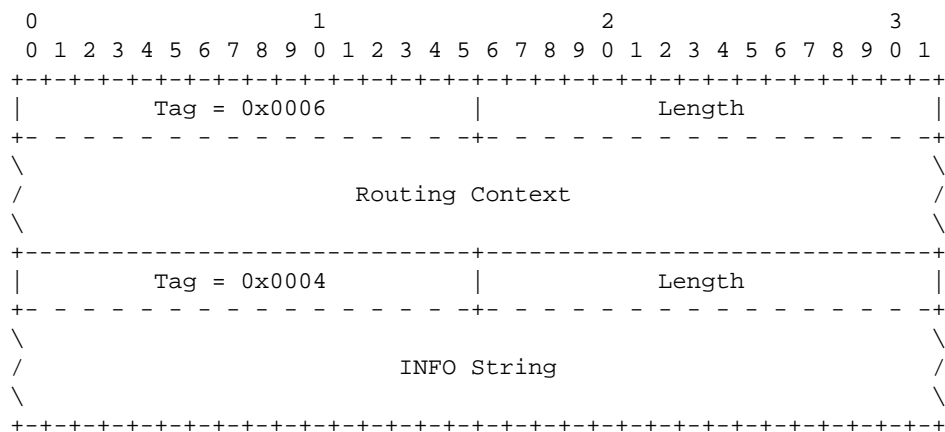 0                   1                   2                   3
0 1 2 3 4 5 6 7 8 9 0 1 2 3 4 5 6 7 8 9 0 1 2 3 4 5 6 7 8 9 0 1
+-+-+-+-+-+-+-+-+-+-+-+-+-+-+-+-+-+-+-+-+-+-+-+-+-+-+-+-+-+-+-+-+
|         Tag = 0x0006          |            Length             |
+- - - - - - - - - - - - - - - -+- - - - - - - - - - - - - - - -+
\                                                               \
/                       Routing Context                         /
\                                                               \
+-------------------------------+-------------------------------+
|         Tag = 0x0004          |            Length             |
+- - - - - - - - - - - - - - - -+- - - - - - - - - - - - - - - -+
\                                                               \
/                          INFO String                          /
\                                                               \
+-+-+-+-+-+-+-+-+-+-+-+-+-+-+-+-+-+-+-+-+-+-+-+-+-+-+-+-+-+-+-+-+